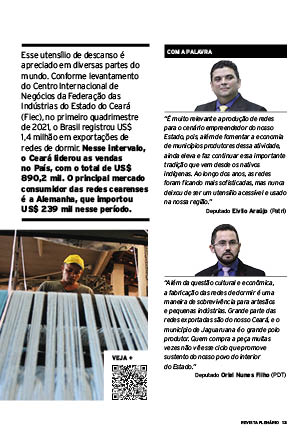 Esse utensílio de descanso é
apreciado em diversas partes do
mundo. Conforme levantamento
do Centro Internacional de
Negócios da Federação das
Indústrias do Estado do Ceará
(Fiec), no primeiro quadrimestre
de 2021, o Brasil registrou US$
1,4 milhão em exportações de
redes de dormir. Nesse intervalo,
o Ceará liderou as vendas
no País, com o total de US$
890,2 mil. O principal mercado
consumidor das redes cearenses
é a Alemanha, que importou
US$ 239 mil nesse período.
VEJA +
COM A PALAVRA
"É muito relevante a produção de redes
para o cenário empreendedor do nosso
Estado, pois, além de fomentar a economia
de municípios produtores dessa atividade,
ainda eleva e faz continuar essa importante
tradição que vem desde os nativos
indígenas. Ao longo dos anos, as redes
foram ficando mais sofisticadas, mas nunca
deixou de ser um utensílio acessível e usado
na nossa região."
Deputado Elvilo Araújo (Patri)
"Além da questão cultural e econômica,
a fabricação das redes de dormir é uma
maneira de sobrevivência para artesãos
e pequenas indústrias. Grande parte das
redes exportadas são do nosso Ceará, e o
município de Jaguaruana é o grande polo
produtor. Quem compra a peça muitas
vezes não vê esse ciclo que promove
sustento do nosso povo do interior
do Estado."
Deputado Oriel Nunes Filho (PDT)
REVISTA PLENÁRIO 13